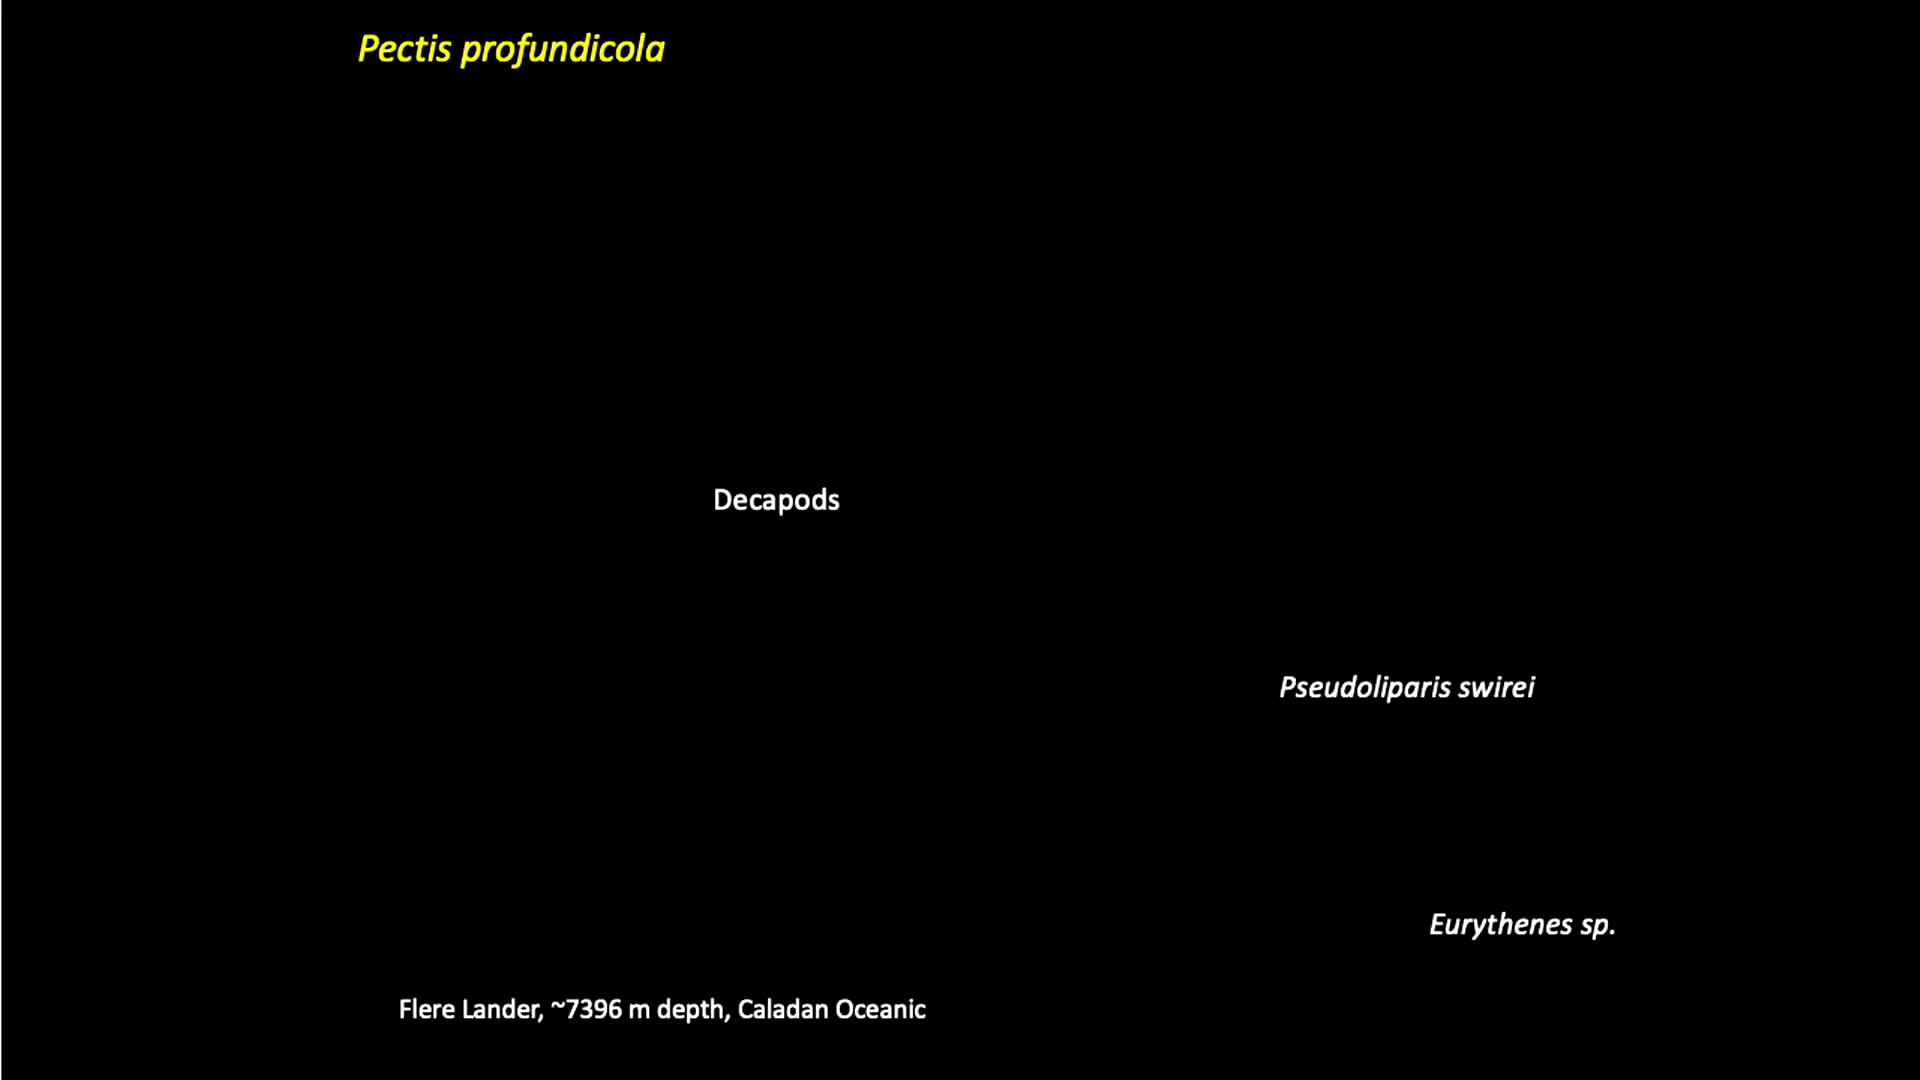 Pectis profundicola
Decapods
Pseudoliparis swirei
Eurythenes sp.
Flere Lander, ~7396 m depth, Caladan Oceanic